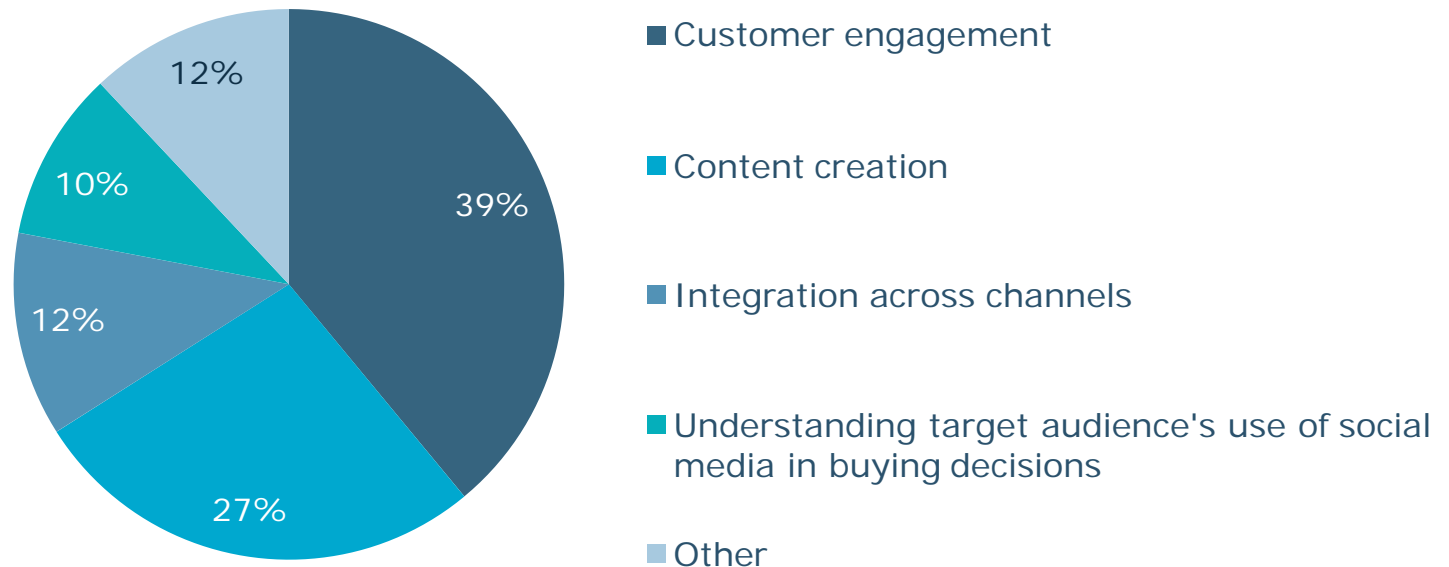 12%
10%
39%
12%
27%
Customer engagement
Content creation
Integration across channels
Understanding target audience's use of social
media in buying decisions
Other